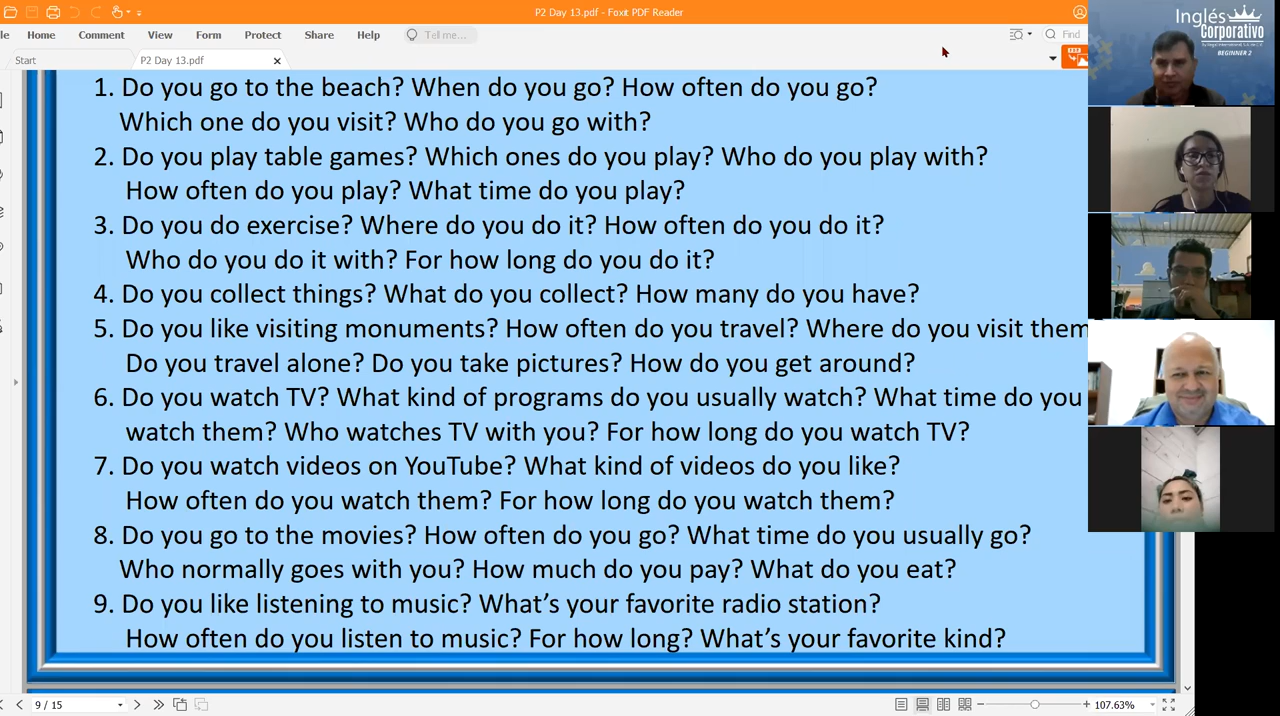 P2 Day 13.pdf - Foxit PDF Reader
Home Comment View Form Protect Share Help Tell me... Find
Start P2 Day 13.pdf
Inglés
Corporativo
BEGINNER 2
1. Do you go to the beach? When do you go? How often do you go?
Which one do you visit? Who do you go with?
2. Do you play table games? Which ones do you play? Who do you play with?
How often do you play? What time do you play?
3. Do you do exercise? Where do you do it? How often do you do it?
Who do you do it with? For how long do you do it?
4. Do you collect things? What do you collect? How many do you have?
5. Do you like visiting monuments? How often do you travel? Where do you visit them
Do you travel alone? Do you take pictures? How do you get around?
6. Do you watch TV? What kind of programs do you usually watch? What time do you
watch them? Who watches TV with you? For how long do you watch TV?
7. Do you watch videos on YouTube? What kind of videos do you like?
How often do you watch them? For how long do you watch them?
8. Do you go to the movies? How often do you go? What time do you usually go?
Who normally goes with you? How much do you pay? What do you eat?
9. Do you like listening to music? What's your favorite radio station?
How often do you listen to music? For how long? What's your favorite kind?
9 / 15 107.63%